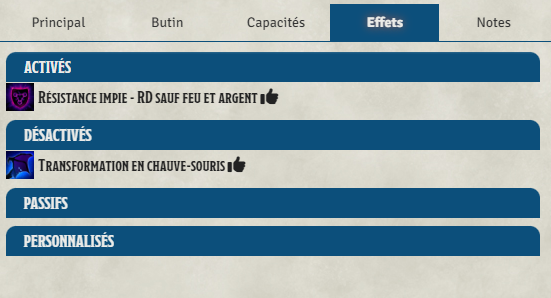 Principal Butin Capacités Effets Notes
ACTIVÉS
RÉSISTANCE IMPIE - RD SAUF FEU ET ARGENT
DÉSACTIVÉS
TRANSFORMATION EN CHAUVE-SOURIS
PASSIFS
PERSONNALISÉS